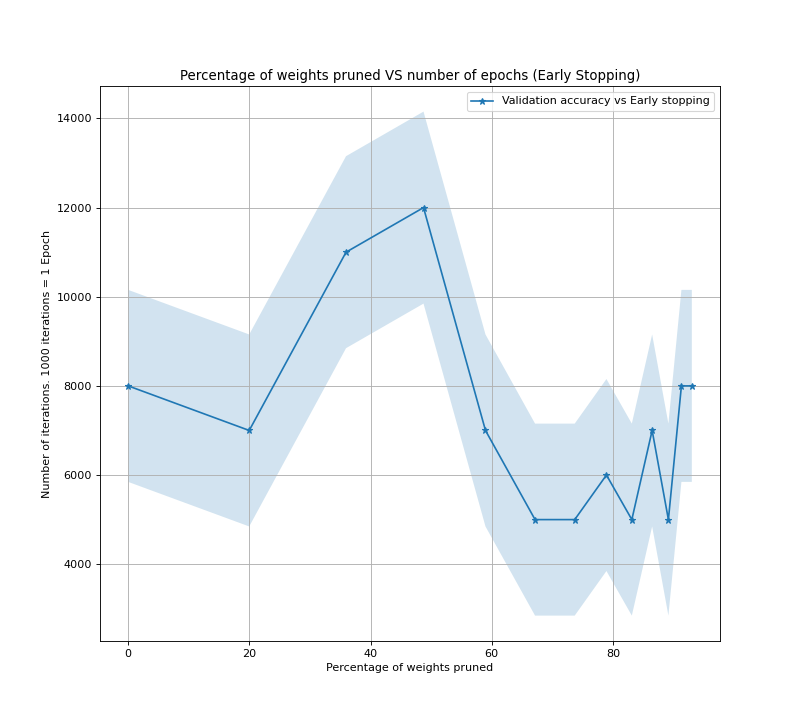 Percentage of weights pruned VS number of epochs (Early Stopping)
Validation accuracy vs Early stopping
Number of iterations. 1000 iterations = 1 Epoch
14000
12000
10000
8000
6000
4000
0 20 40 60 80
Percentage of weights pruned